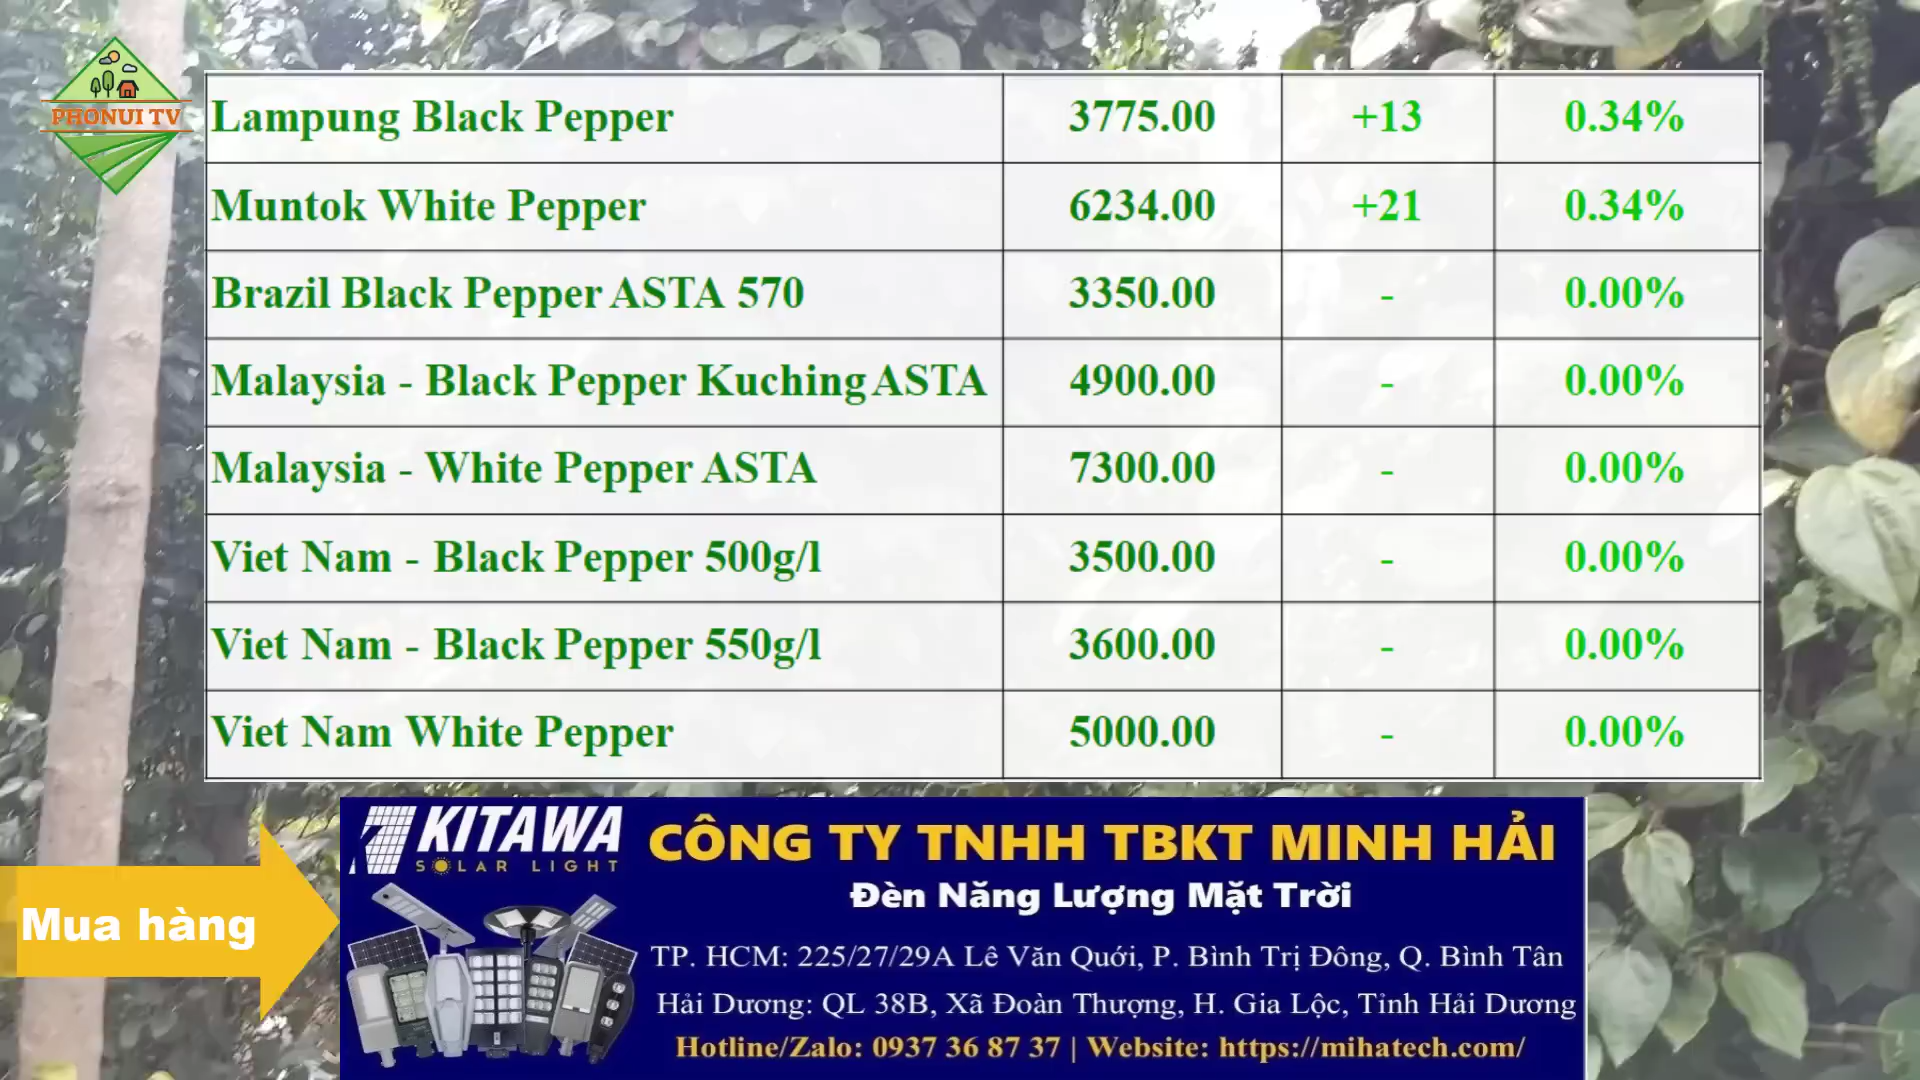 PHONUI TV
Lampung Black Pepper 3775.00 +13 0.34%
Muntok White Pepper 6234.00 +21 0.34%
Brazil Black Pepper ASTA 570 3350.00 - 0.00%
Malaysia - Black Pepper Kuching ASTA 4900.00 - 0.00%
Malaysia - White Pepper ASTA 7300.00 - 0.00%
Viet Nam - Black Pepper 500g/l 3500.00 - 0.00%
Viet Nam - Black Pepper 550g/l 3600.00 - 0.00%
Viet Nam White Pepper 5000.00 - 0.00%
Mua hàng
KITAWA
SOLAR LIGHT
CÔNG TY TNHH TBKT MINH HẢI
Đèn Năng Lượng Mặt Trời
TP. HCM: 225/27/29A Lê Văn Quới, P. Bình Trị Đông, Q. Bình Tân
Hải Dương: QL 38B, Xã Đoàn Thượng, H. Gia Lộc, Tỉnh Hải Dương
Hotline/Zalo: 0937 36 87 37 | Website: https://mihatech.com/